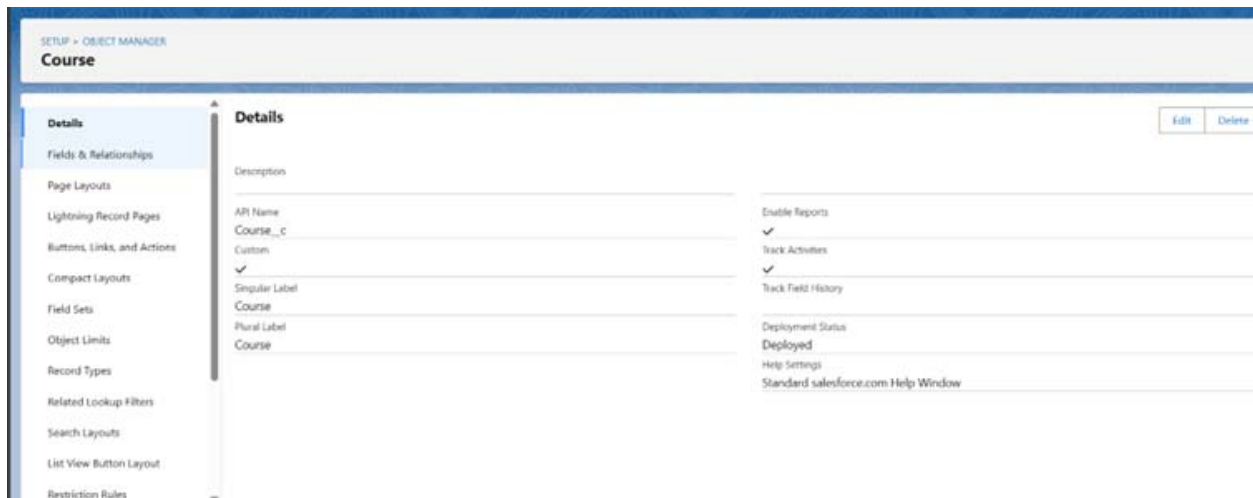 SETUP > OBJECT MANAGER
Course
Details
Fields & Relationships
Page Layouts
Lightning Record Pages
Buttons, Links, and Actions
Compact Layouts
Field Sets
Object Limits
Record Types
Related Lookup Filters
Search Layouts
List View Button Layout
Restriction Rules
Details
Edit Delete
Description
API Name
Course__c
Custom
✓
Singular Label
Course
Plural Label
Course
Enable Reports
✓
Track Activities
✓
Track Field History
Deployment Status
Deployed
Help Settings
Standard salesforce.com Help Window